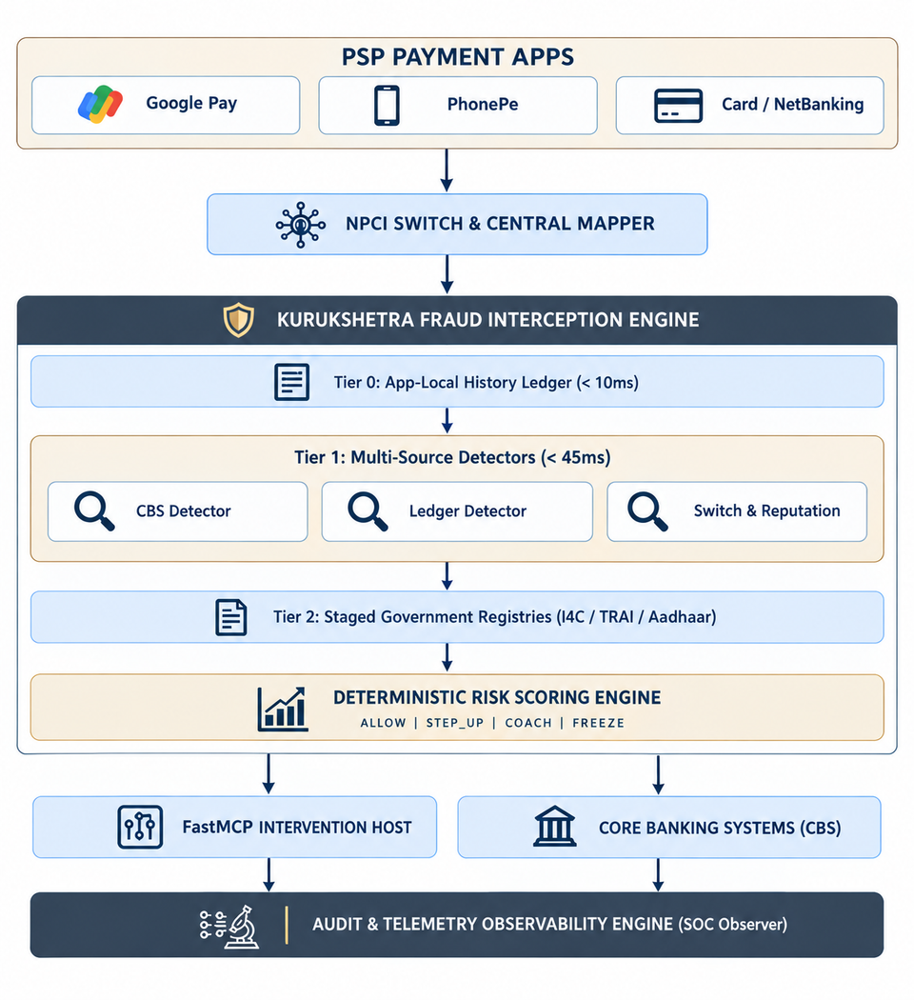 PSP PAYMENT APPS
Google Pay
PhonePe
Card / NetBanking
NPCI SWITCH & CENTRAL MAPPER
KURUKSHETRA FRAUD INTERCEPTION ENGINE
Tier 0: App-Local History Ledger (< 10ms)
Tier 1: Multi-Source Detectors (< 45ms)
CBS Detector
Ledger Detector
Switch & Reputation
Tier 2: Staged Government Registries (I4C / TRAI / Aadhaar)
DETERMINISTIC RISK SCORING ENGINE
ALLOW | STEP_UP | COACH | FREEZE
FastMCP INTERVENTION HOST
CORE BANKING SYSTEMS (CBS)
AUDIT & TELEMETRY OBSERVABILITY ENGINE (SOC Observer)